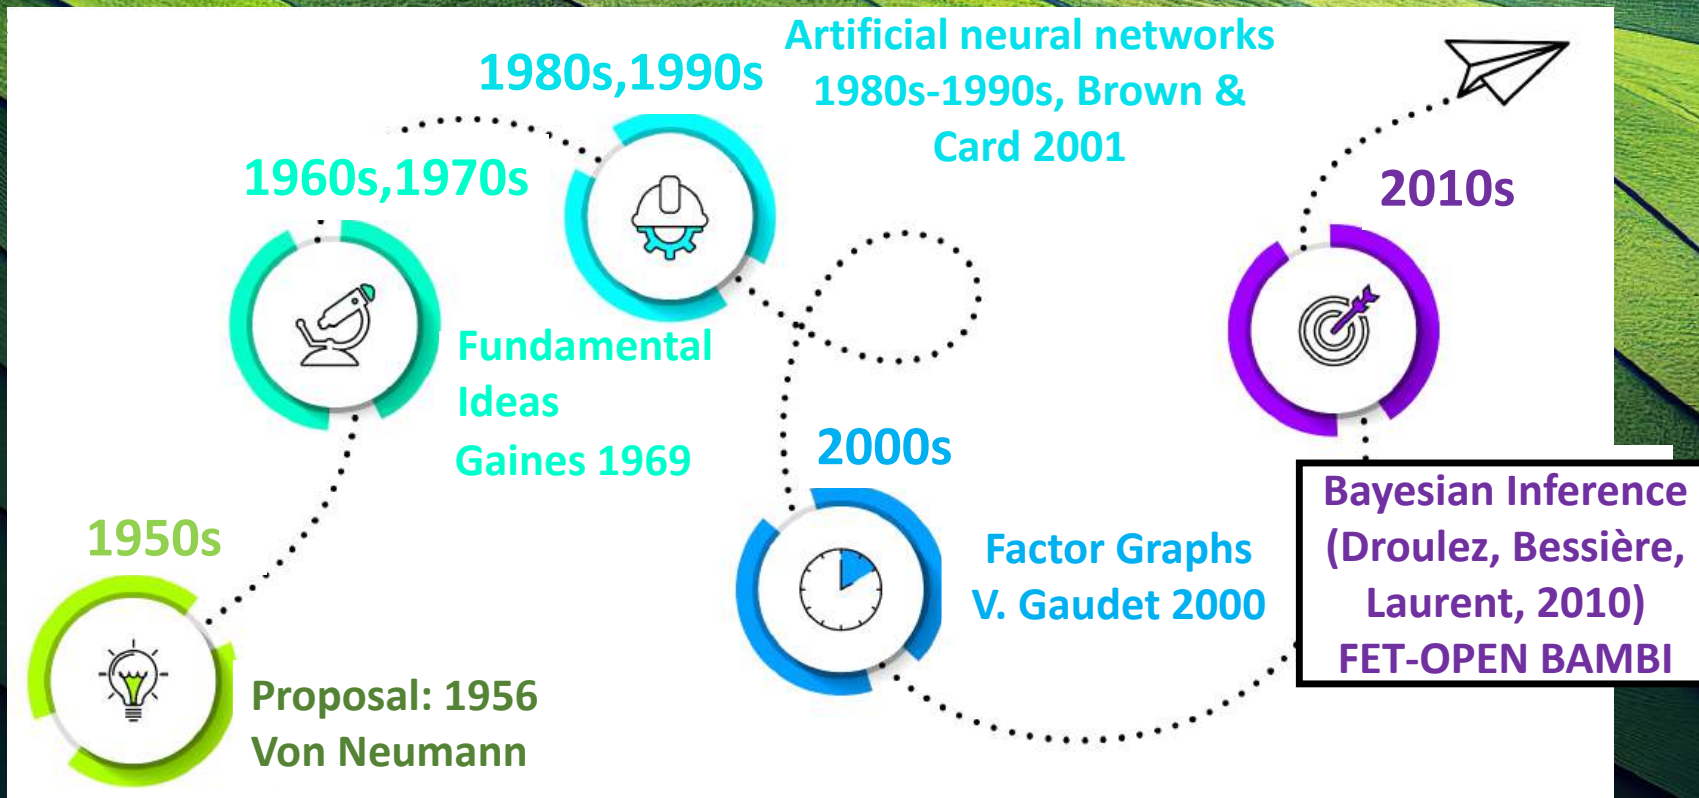 1950s
Proposal: 1956
Von Neumann
1960s,1970s
Fundamental
Ideas
Gaines 1969
1980s,1990s
Artificial neural networks
1980s-1990s, Brown &
Card 2001
2000s
Factor Graphs
V. Gaudet 2000
2010s
Bayesian Inference
(Droulez, Bessière,
Laurent, 2010)
FET-OPEN BAMBI